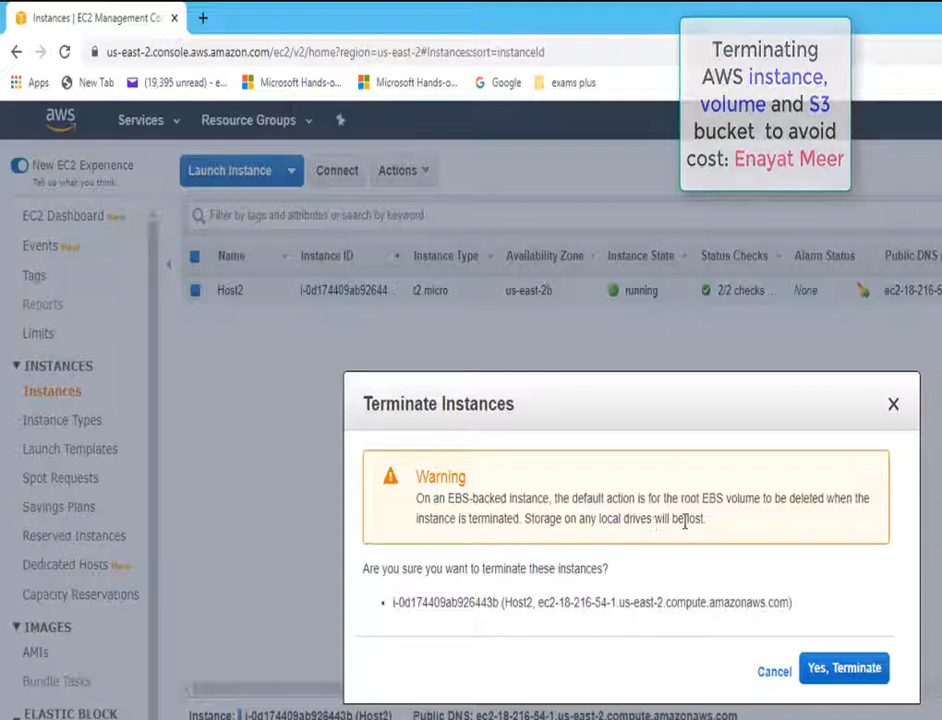 Instances | EC2 Management Co
us-east-2.console.aws.amazon.com/ec2/v2/home?region=us-east-2#Instances:sort=instanceId
Apps New Tab (19,395 unread) - e... Microsoft Hands-o... Microsoft Hands-o... Google exams plus
Terminating
AWS instance,
volume and S3
bucket to avoid
cost: Enayat Meer
aws Services Resource Groups
New EC2 Experience
Tell us what you think
Launch Instance Connect Actions
EC2 Dashboard New
Events New
Tags
Reports
Limits
INSTANCES
Instances
Instance Types
Launch Templates
Spot Requests
Savings Plans
Reserved Instances
Dedicated Hosts New
Capacity Reservations
IMAGES
AMIs
Bundle Tasks
ELASTIC BLOCK
Filter by tags and attributes or search by keyword
Name Instance ID Instance Type Availability Zone Instance State Status Checks Alarm Status Public DNS
Host2 i-0d174409ab92644... t2.micro us-east-2b running 2/2 checks ... None ec2-18-216-5
Terminate Instances X
Warning
On an EBS-backed instance, the default action is for the root EBS volume to be deleted when the
instance is terminated. Storage on any local drives will be lost.
Are you sure you want to terminate these instances?
• i-0d174409ab926443b (Host2, ec2-18-216-54-1.us-east-2.compute.amazonaws.com)
Cancel Yes, Terminate
Instance: i-0d174409ab926443b (Host2) Public DNS: ec2-18-216-54-1.us-east-2.compute.amazonaws.com